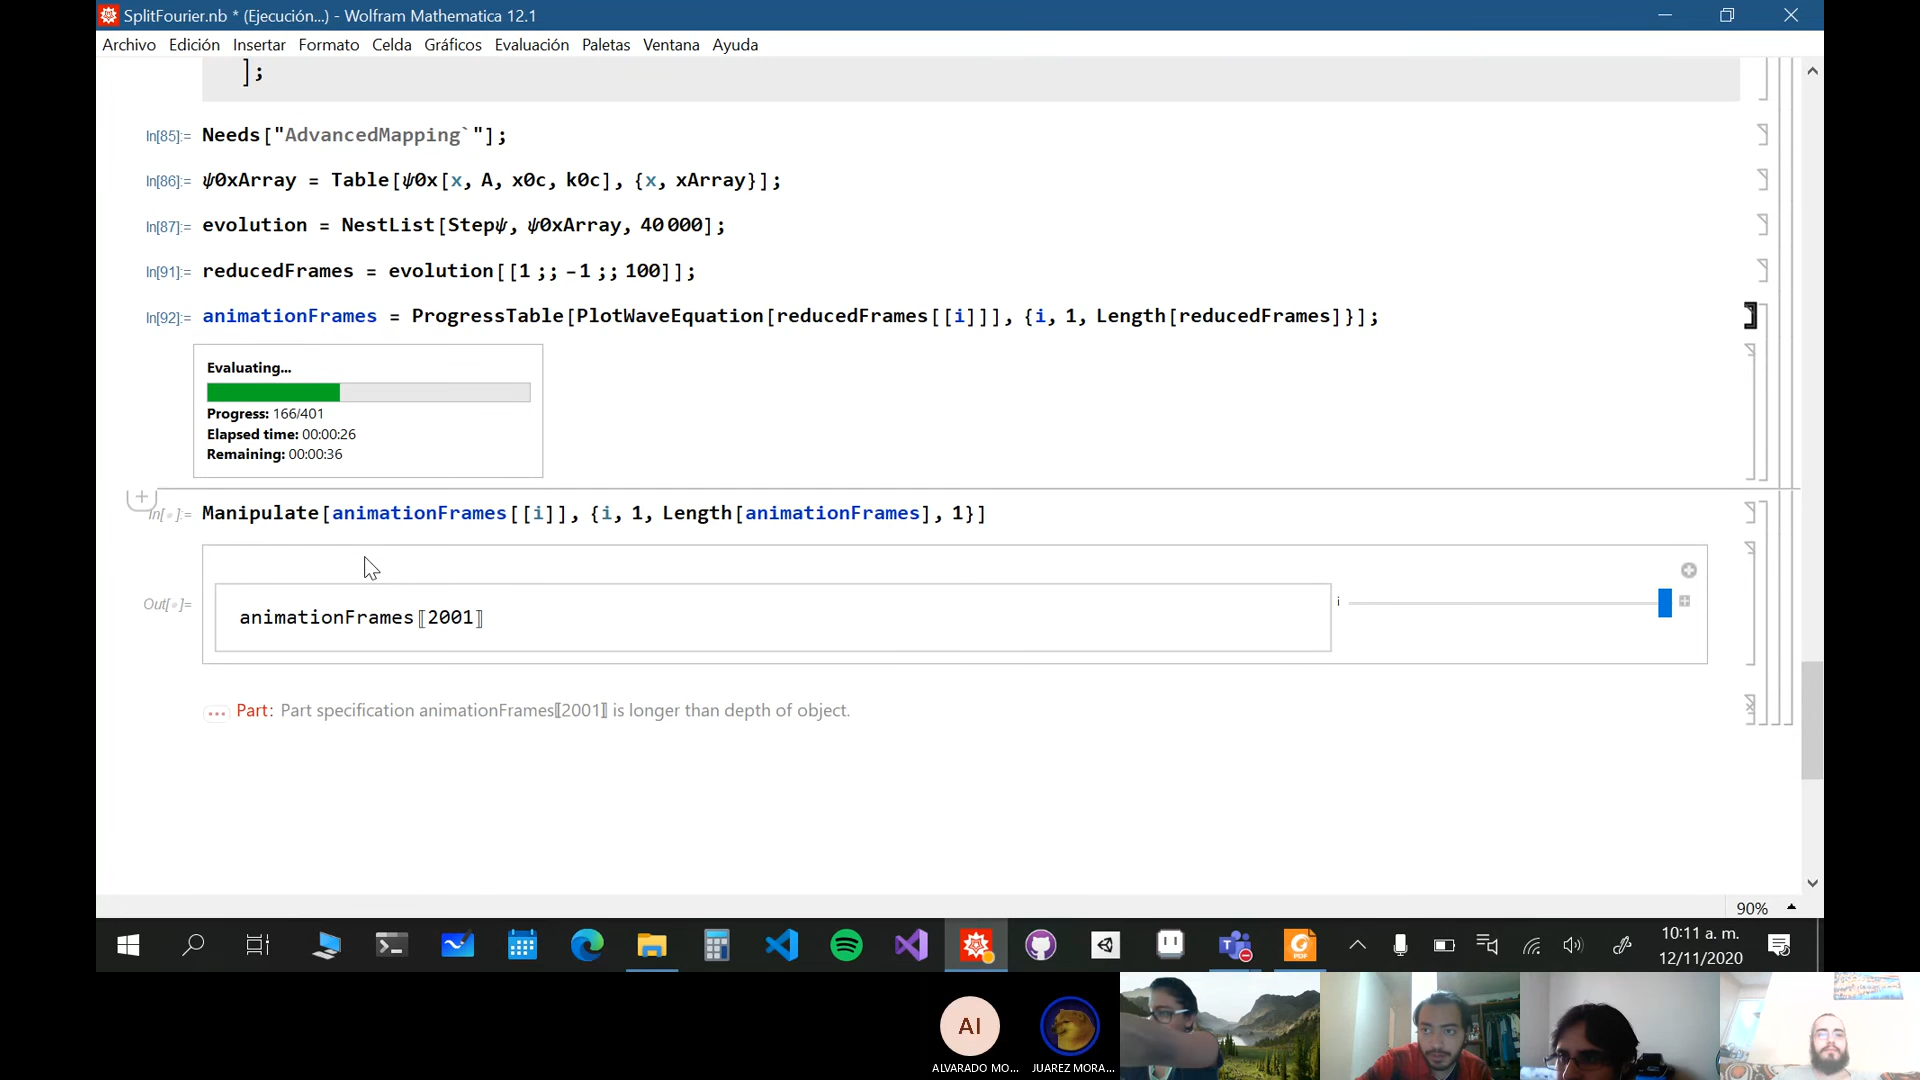 SplitFourier.nb * (Ejecución...) - Wolfram Mathematica 12.1
Archivo Edición Insertar Formato Celda Gráficos Evaluación Paletas Ventana Ayuda
];
In[85]:= Needs["AdvancedMapping`"];
In[86]:= ψ0xArray = Table[ψ0x[x, A, x0c, k0c], {x, xArray}];
In[87]:= evolution = NestList[Stepψ, ψ0xArray, 40 000];
In[91]:= reducedFrames = evolution[[1 ;; -1 ;; 100]];
In[92]:= animationFrames = ProgressTable[PlotWaveEquation[reducedFrames[[i]]], {i, 1, Length[reducedFrames]}];
Evaluating...
Progress: 166/401
Elapsed time: 00:00:26
Remaining: 00:00:36
In[◦]:= Manipulate[animationFrames[[i]], {i, 1, Length[animationFrames], 1}]
Out[◦]= animationFrames〚2001〛 i
Part: Part specification animationFrames〚2001〛 is longer than depth of object.
90%
10:11 a. m.
12/11/2020
AI
ALVARADO MO... JUAREZ MORA...